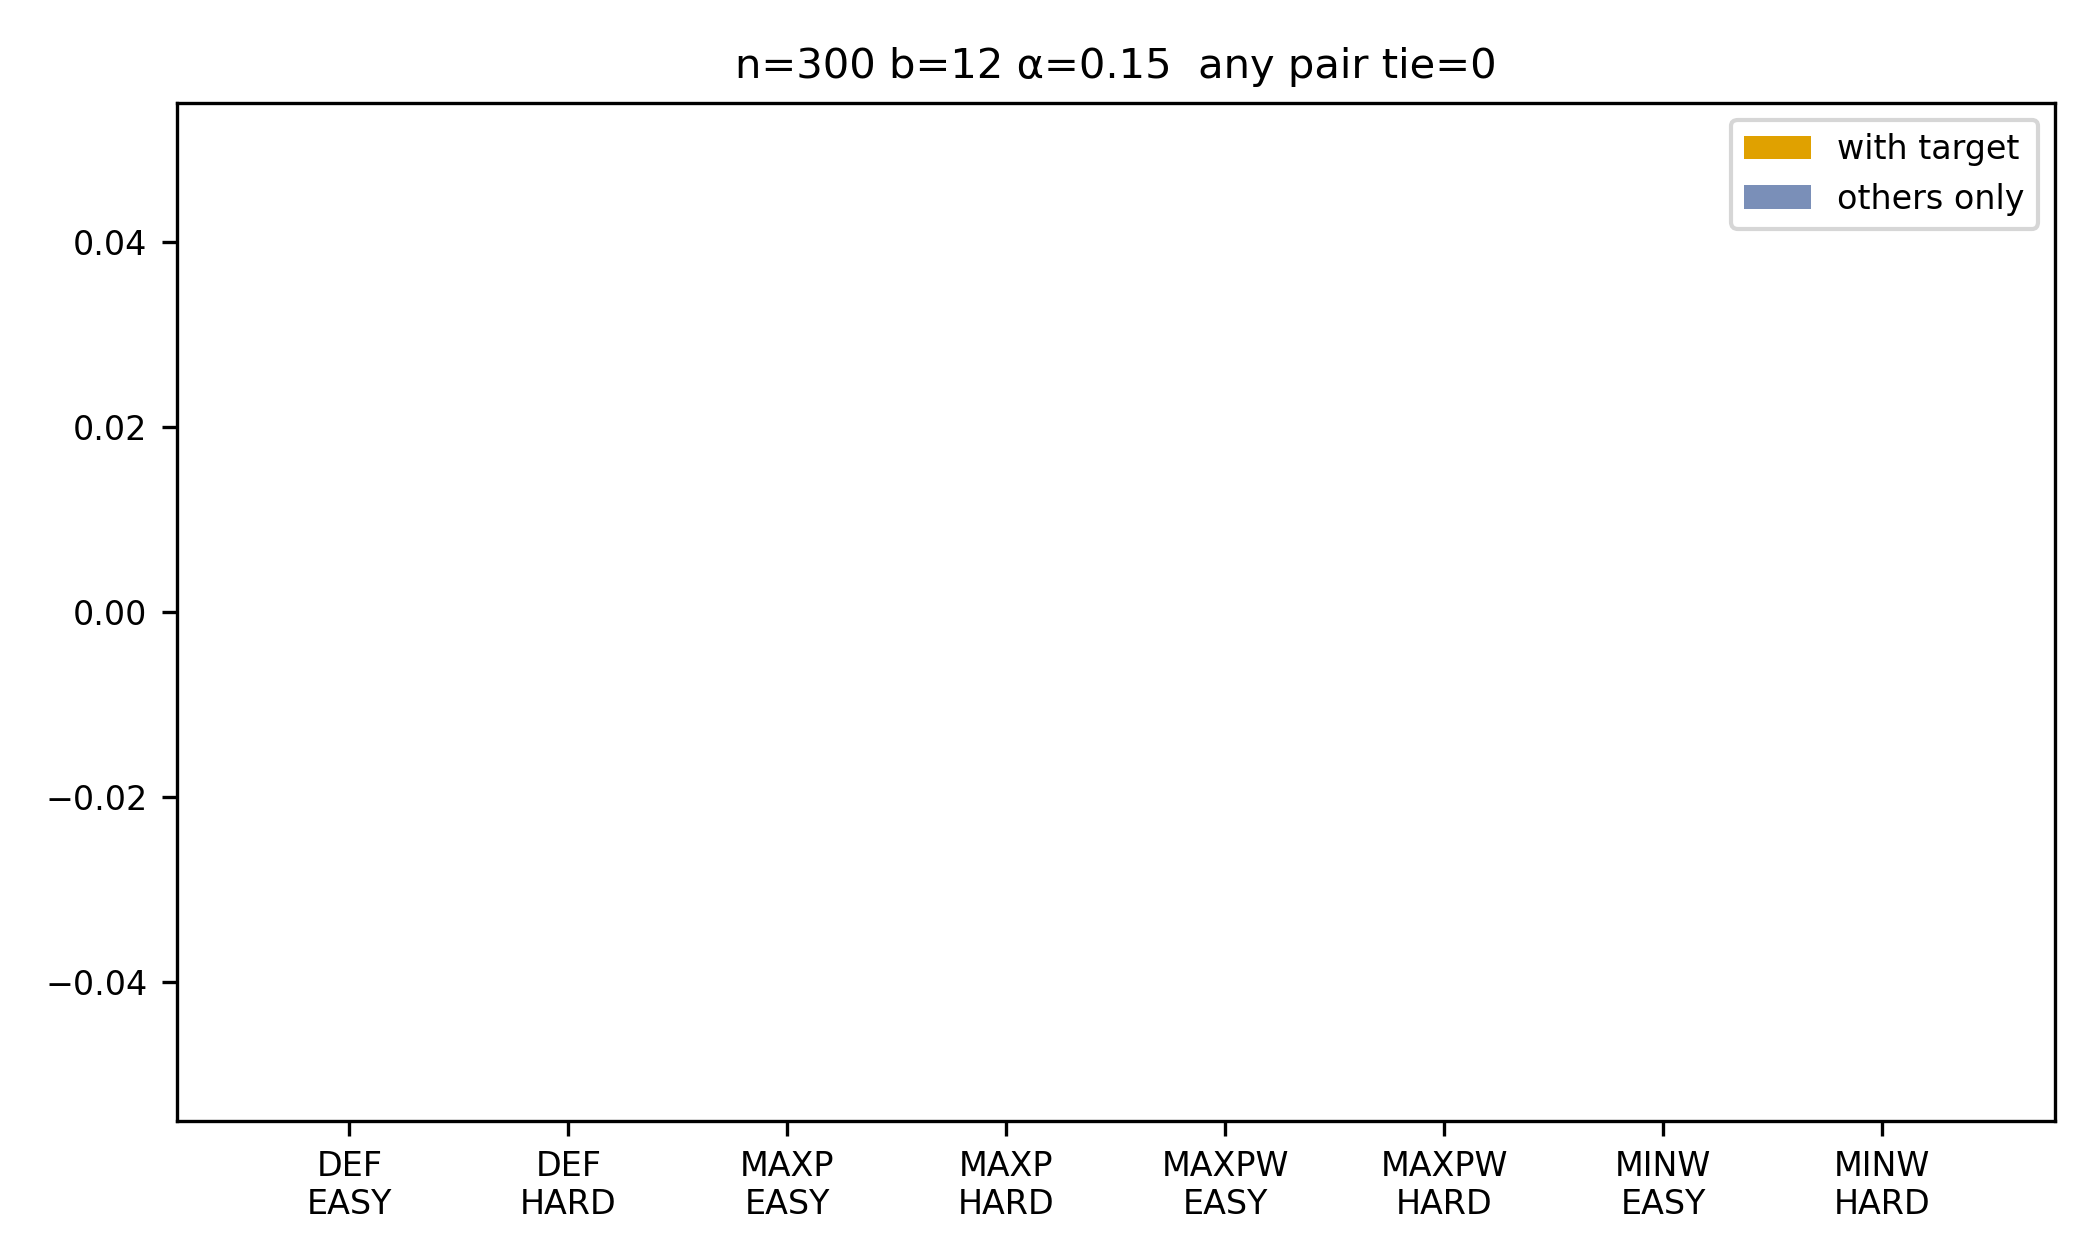 n=300 b=12 α=0.15  any pair tie=0
with target
others only
0.04
0.02
0.00
−0.02
−0.04
DEF EASY
DEF HARD
MAXP EASY
MAXP HARD
MAXPW EASY
MAXPW HARD
MINW EASY
MINW HARD